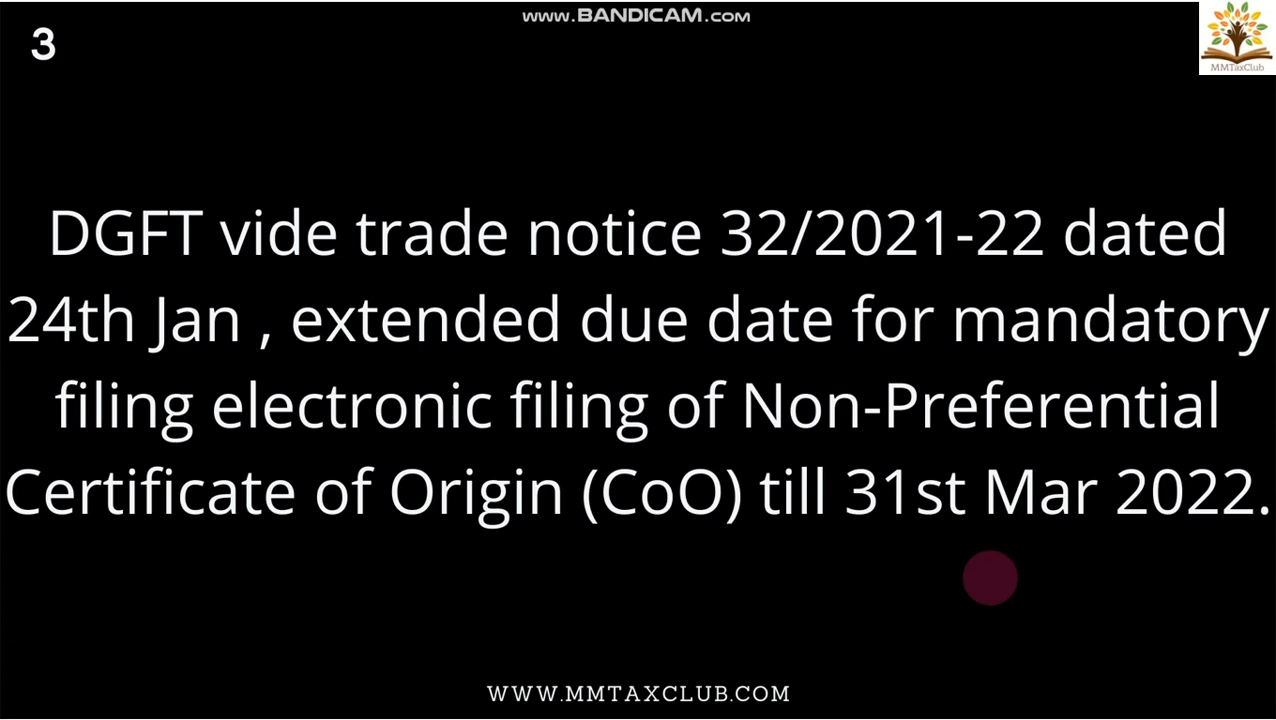 www.BANDICAM.com
3
MMTaxClub
DGFT vide trade notice 32/2021-22 dated
24th Jan , extended due date for mandatory
filing electronic filing of Non-Preferential
Certificate of Origin (CoO) till 31st Mar 2022.
WWW.MMTAXCLUB.COM